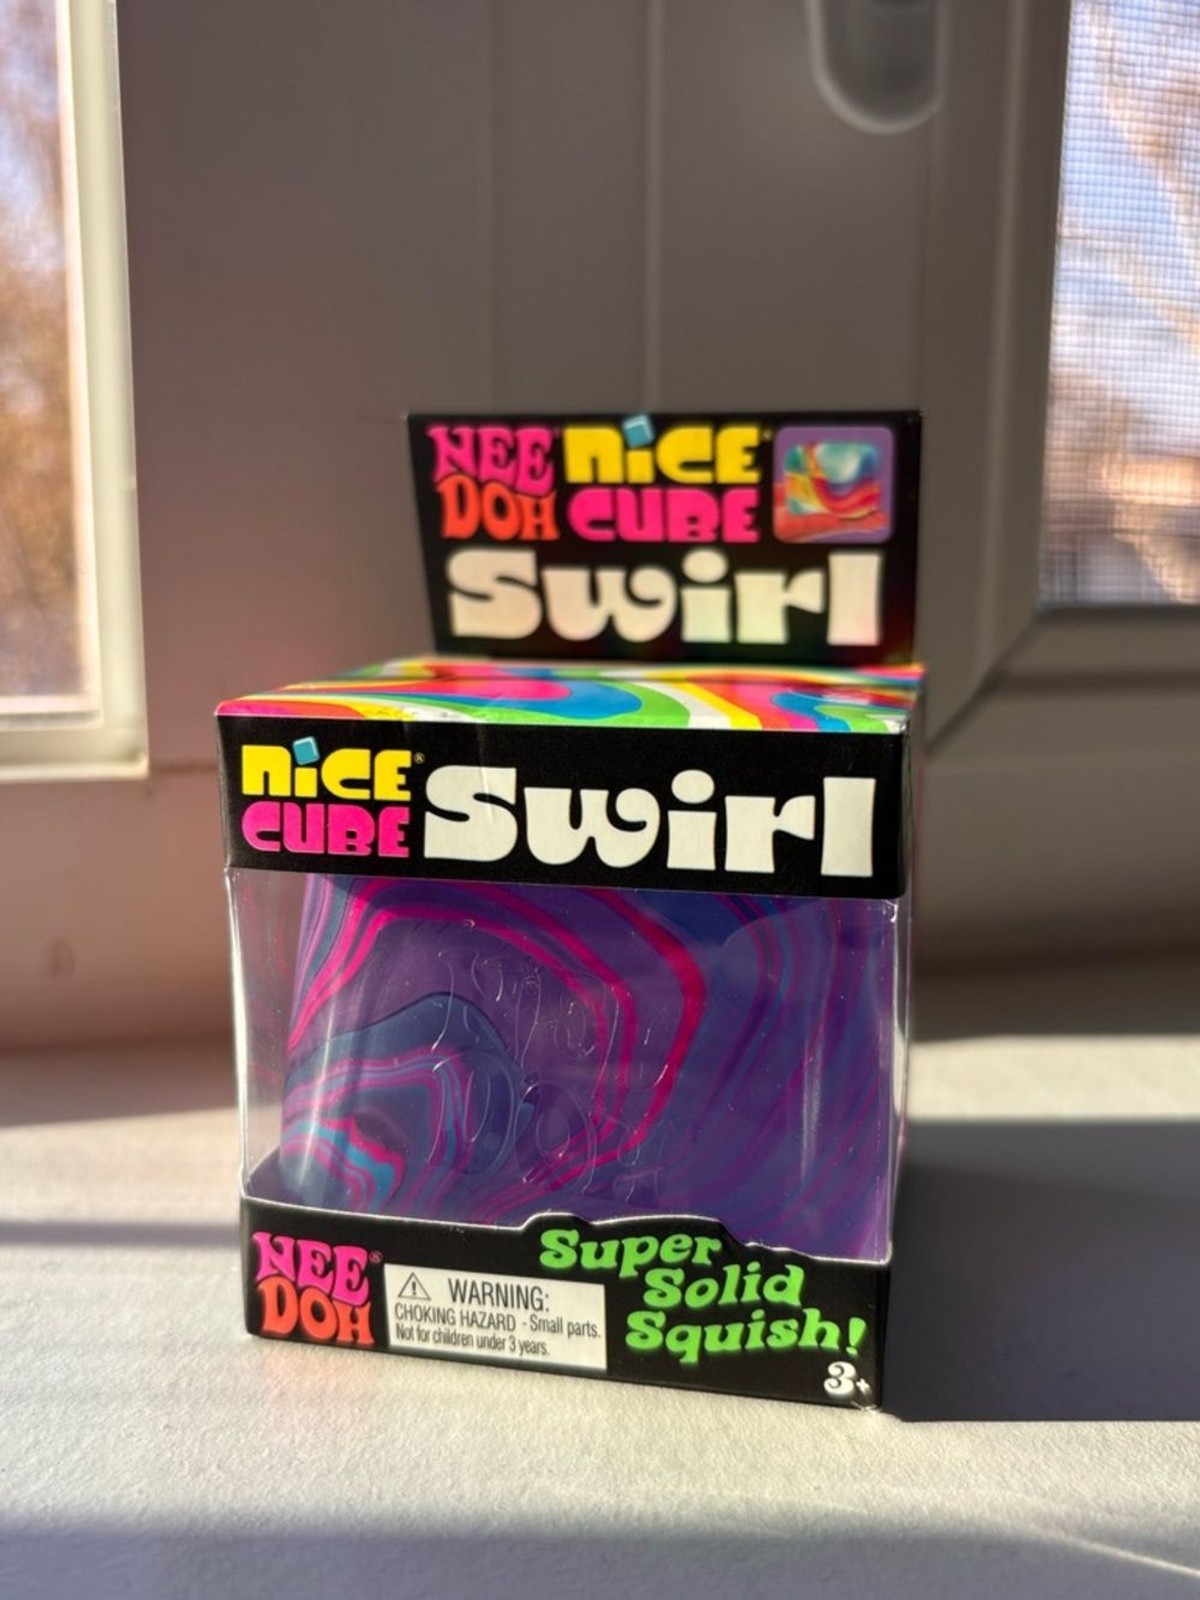 NEE NiCE
DOH CUBE
Swirl
NiCE® Swirl
CUBE
NEE®
DOH
WARNING:
CHOKING HAZARD - Small parts.
Not for children under 3 years.
Super
Solid
Squish!
3+